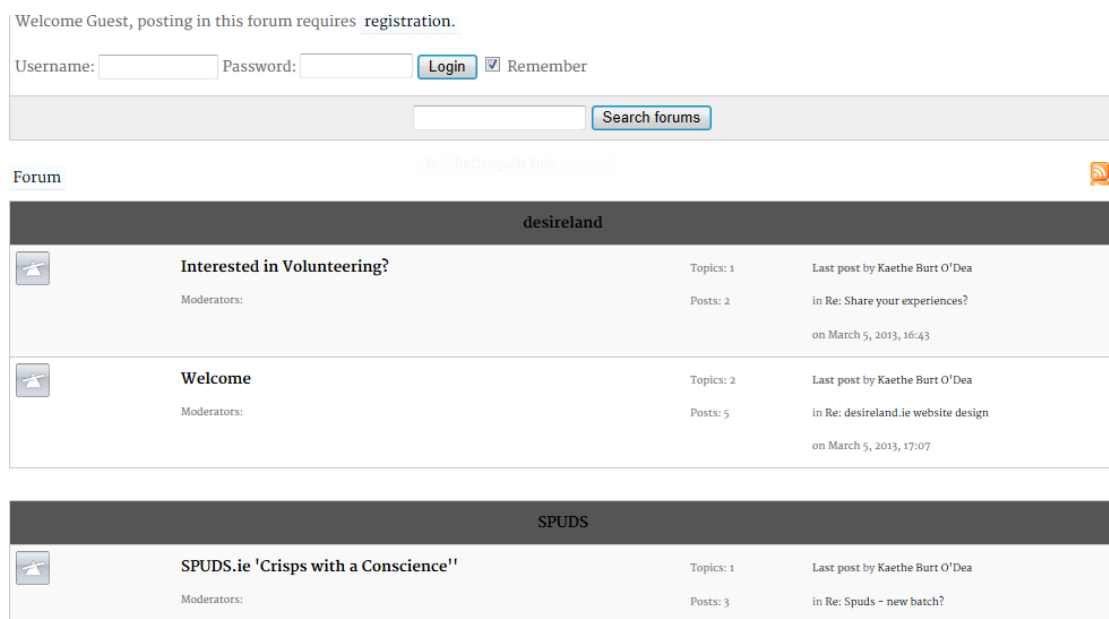 Welcome Guest, posting in this forum requires registration.
Username: Password: Login Remember
Search forums
Rectangular Snip
Forum
desireland
Interested in Volunteering? Topics: 1 Last post by Kaethe Burt O'Dea
Moderators: Posts: 2 in Re: Share your experiences?
on March 5, 2013, 16:43
Welcome Topics: 2 Last post by Kaethe Burt O'Dea
Moderators: Posts: 5 in Re: desireland.ie website design
on March 5, 2013, 17:07
SPUDS
SPUDS.ie 'Crisps with a Conscience'' Topics: 1 Last post by Kaethe Burt O'Dea
Moderators: Posts: 3 in Re: Spuds - new batch?